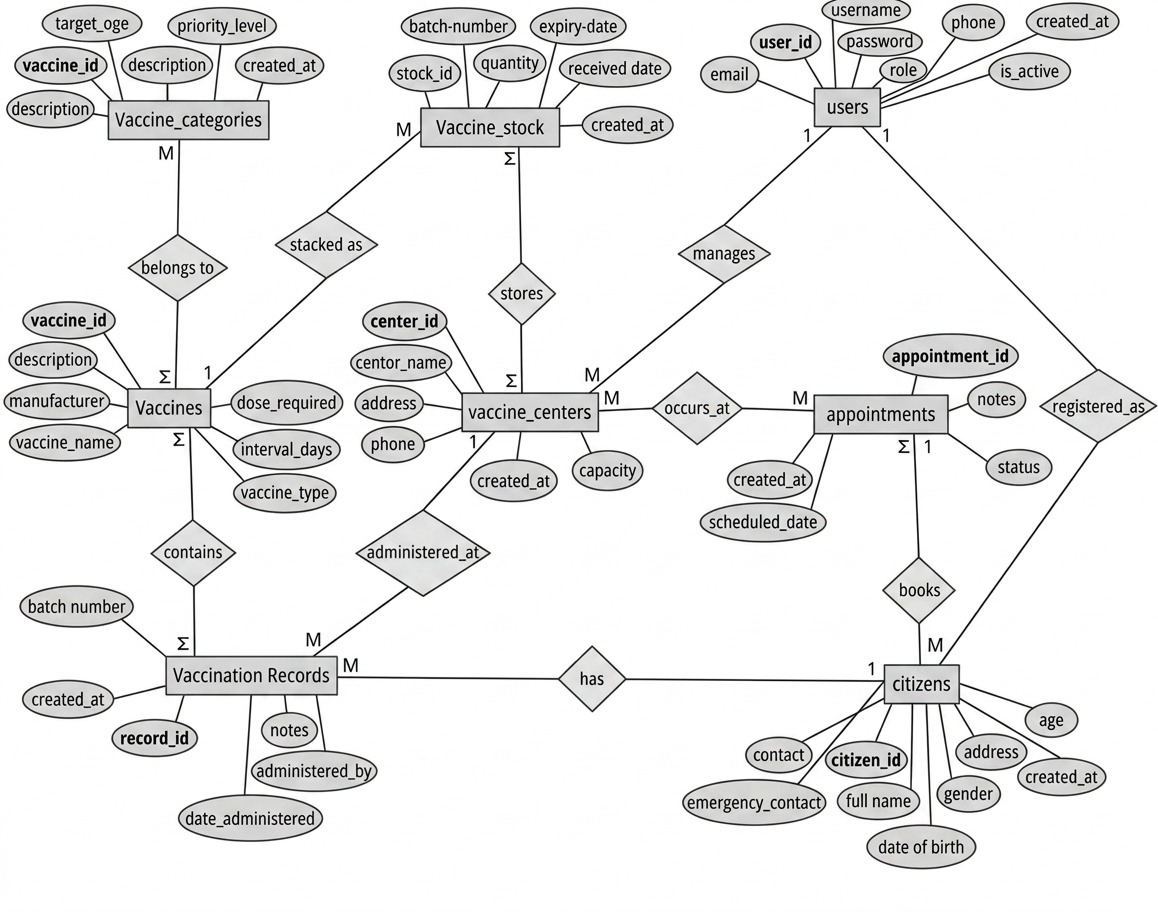 target_oge
priority_level
vaccine_id
description
created_at
description
Vaccine_categories
M
batch-number
expiry-date
stock_id
quantity
received date
created_at
M
Vaccine_stock
Σ
username
phone
created_at
user_id
password
email
role
is_active
users
1
1
belongs to
stacked as
stores
manages
registered_as
vaccine_id
description
manufacturer
vaccine_name
Σ
1
Vaccines
Σ
dose_required
interval_days
vaccine_type
center_id
centor_name
address
phone
Σ
M
vaccine_centers
M
1
created_at
capacity
occurs_at
M
appointment_id
appointments
notes
Σ
1
status
created_at
scheduled_date
contains
administered_at
books
batch number
Σ
M
Vaccination Records
M
created_at
record_id
notes
administered_by
date_administered
has
1
M
citizens
contact
citizen_id
emergency_contact
full name
date of birth
gender
address
age
created_at